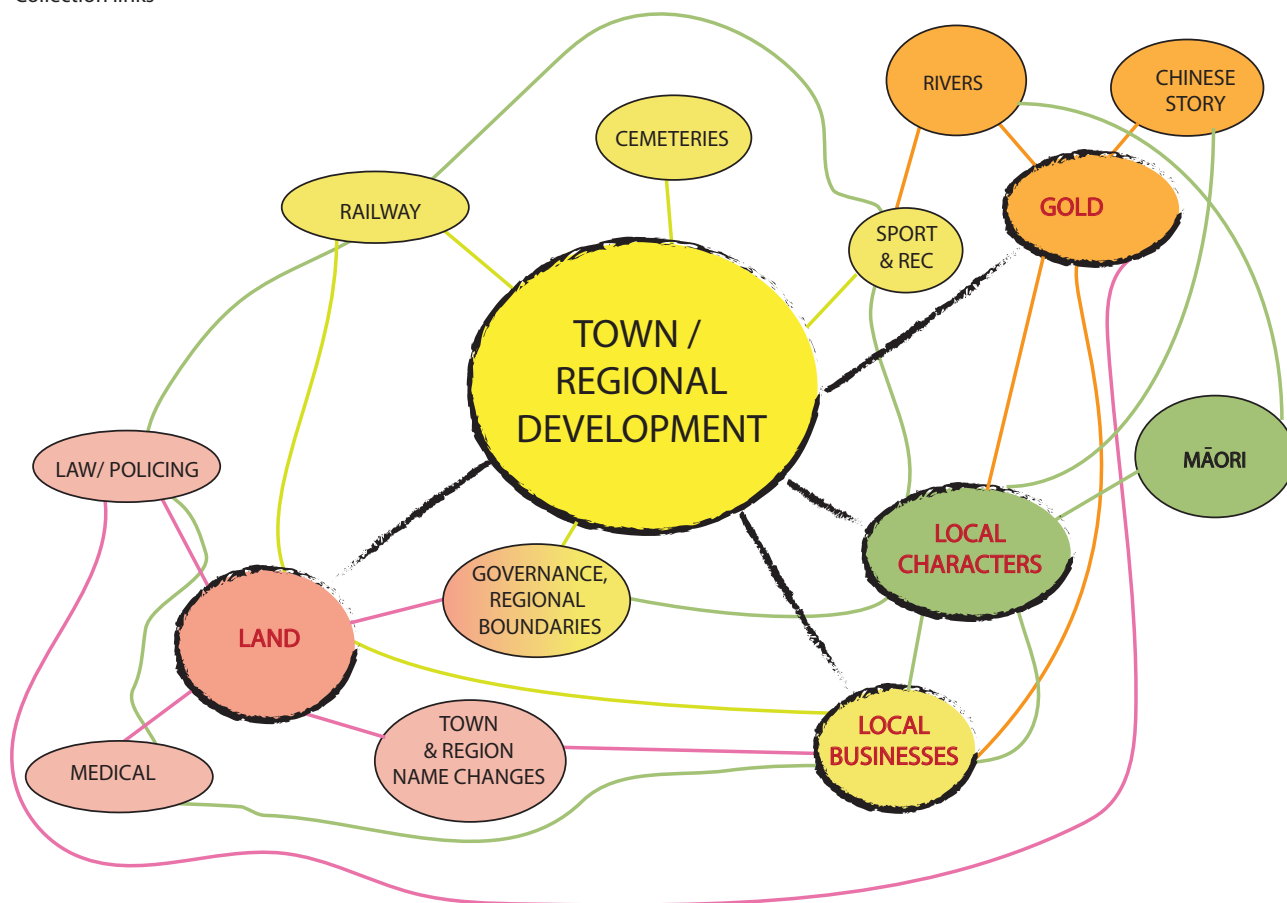 Collection links
RIVERS
CHINESE
STORY
CEMETERIES
RAILWAY
GOLD
SPORT
& REC
TOWN /
REGIONAL
DEVELOPMENT
LAW/ POLICING
MĀORI
LOCAL
CHARACTERS
GOVERNANCE,
REGIONAL
BOUNDARIES
LAND
TOWN
& REGION
NAME CHANGES
LOCAL
BUSINESSES
MEDICAL